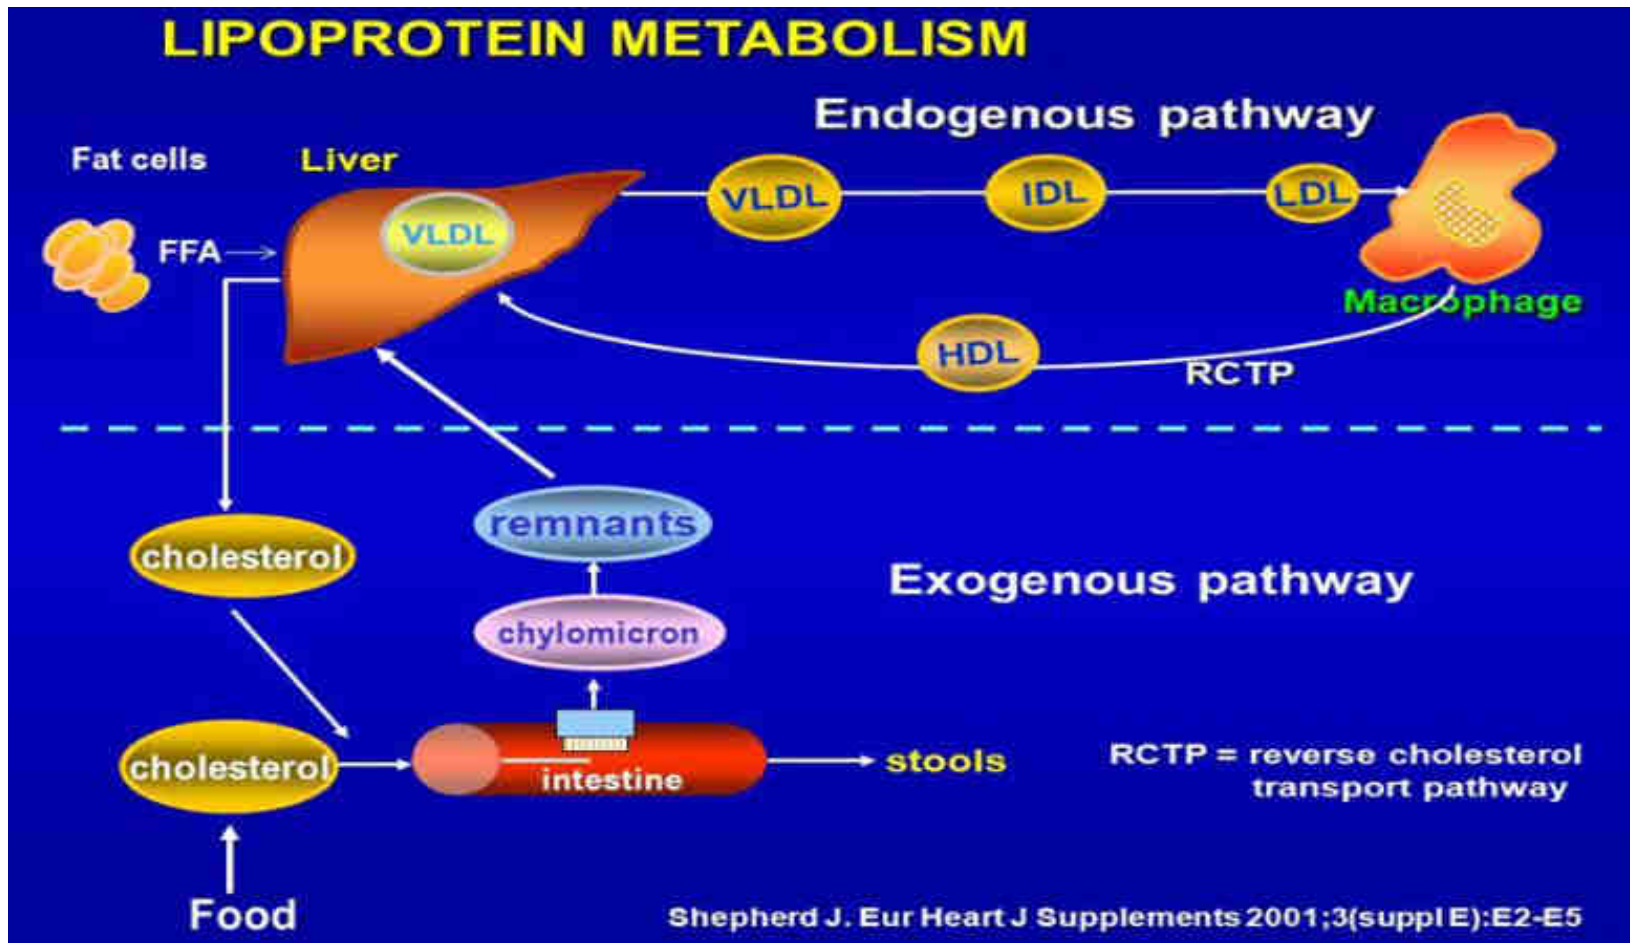 LIPOPROTEIN METABOLISM
Endogenous pathway
Fat cells
Liver
FFA
VLDL
VLDL
IDL
LDL
Macrophage
HDL
RCTP
cholesterol
remnants
chylomicron
Exogenous pathway
cholesterol
intestine
stools
RCTP = reverse cholesterol
transport pathway
Food
Shepherd J. Eur Heart J Supplements 2001;3(suppl E):E2-E5